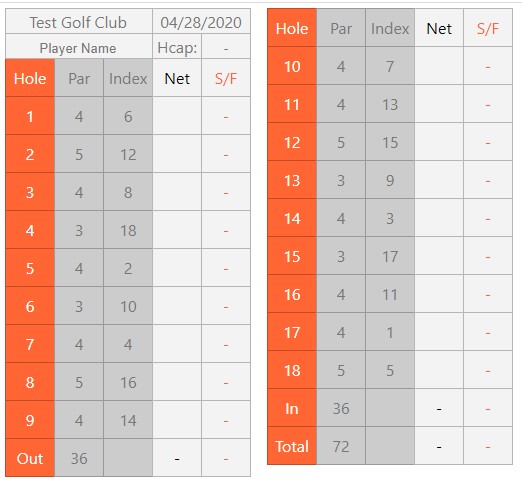 Test Golf Club 04/28/2020
Player Name Hcap: -
Hole Par Index Net S/F
1 4 6 -
2 5 12 -
3 4 8 -
4 3 18 -
5 4 2 -
6 3 10 -
7 4 4 -
8 5 16 -
9 4 14 -
Out 36 - -
Hole Par Index Net S/F
10 4 7 -
11 4 13 -
12 5 15 -
13 3 9 -
14 4 3 -
15 3 17 -
16 4 11 -
17 4 1 -
18 5 5 -
In 36 - -
Total 72 - -